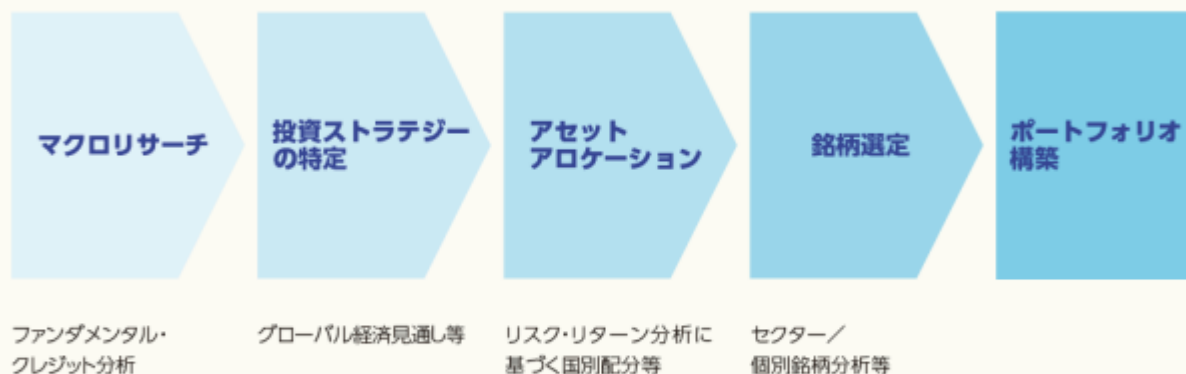 マクロリサーチ
投資ストラテジー
の特定
アセット
アロケーション
銘柄選定
ポートフォリオ
構築
ファンダメンタル・
クレジット分析
グローバル経済見通し等
リスク・リターン分析に
基づく国別配分等
セクター／
個別銘柄分析等